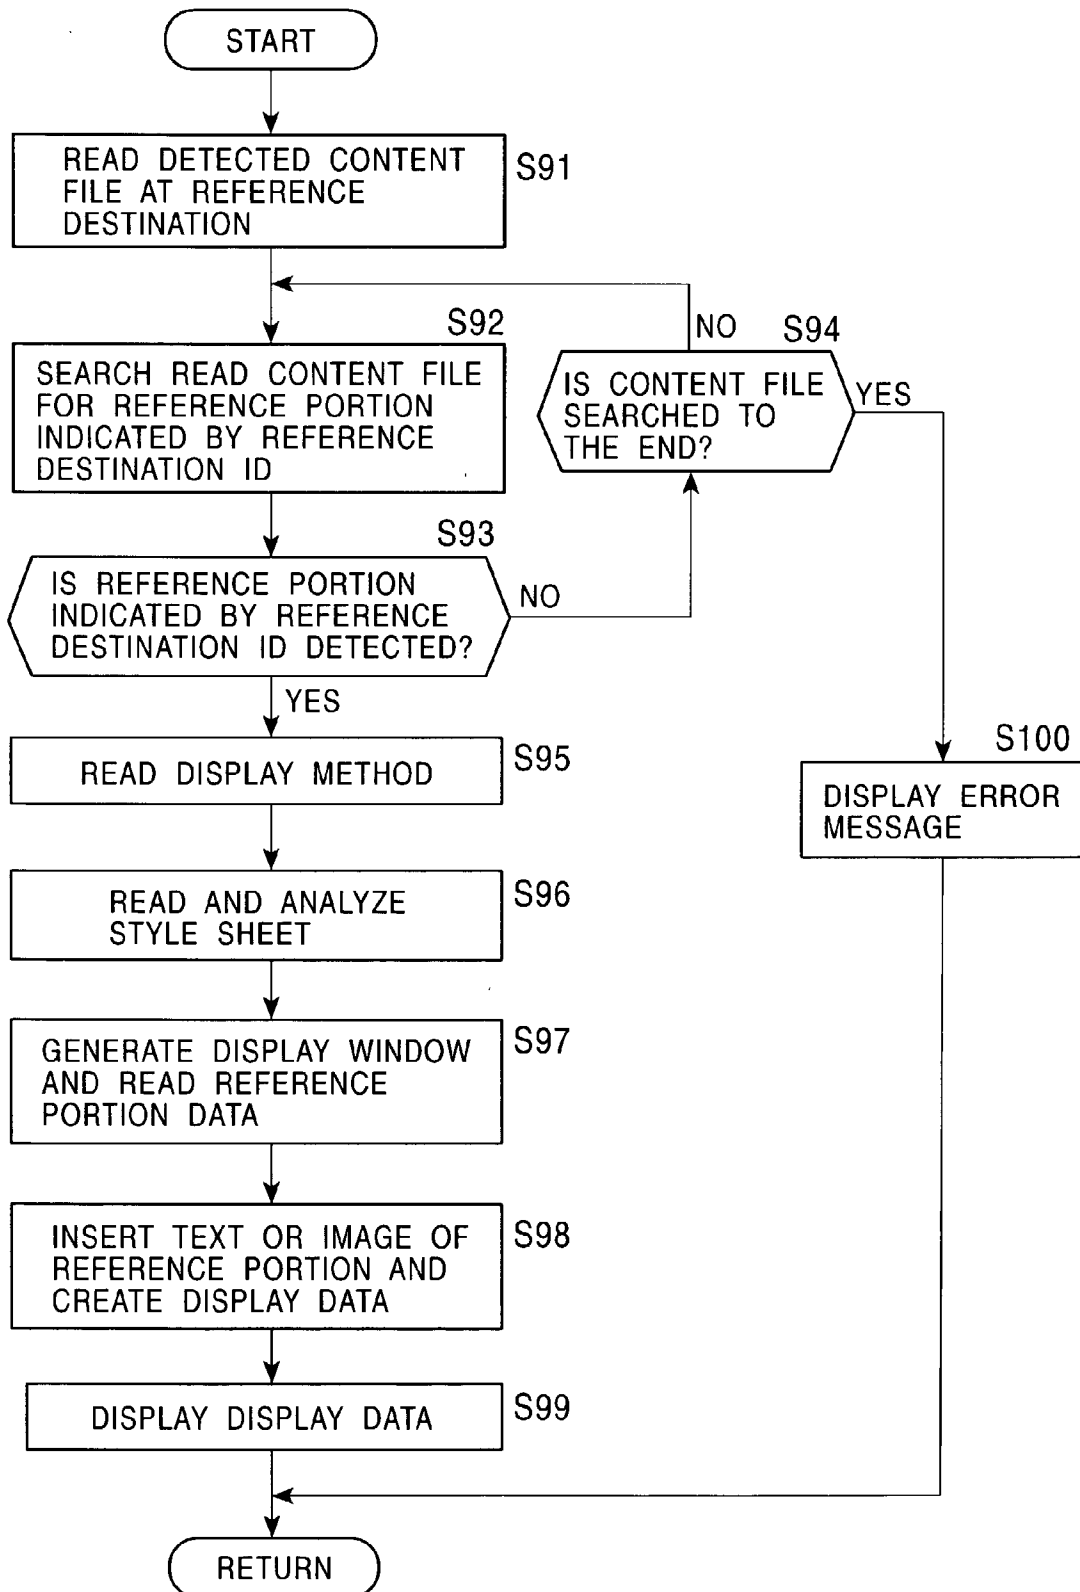 START
READ DETECTED CONTENT
FILE AT REFERENCE
DESTINATION
S91
S92
SEARCH READ CONTENT FILE
FOR REFERENCE PORTION
INDICATED BY REFERENCE
DESTINATION ID
NO
S94
IS CONTENT FILE
SEARCHED TO
THE END?
YES
S93
IS REFERENCE PORTION
INDICATED BY REFERENCE
DESTINATION ID DETECTED?
NO
YES
READ DISPLAY METHOD
S95
S100
DISPLAY ERROR
MESSAGE
READ AND ANALYZE
STYLE SHEET
S96
GENERATE DISPLAY WINDOW
AND READ REFERENCE
PORTION DATA
S97
INSERT TEXT OR IMAGE OF
REFERENCE PORTION AND
CREATE DISPLAY DATA
S98
DISPLAY DISPLAY DATA
S99
RETURN